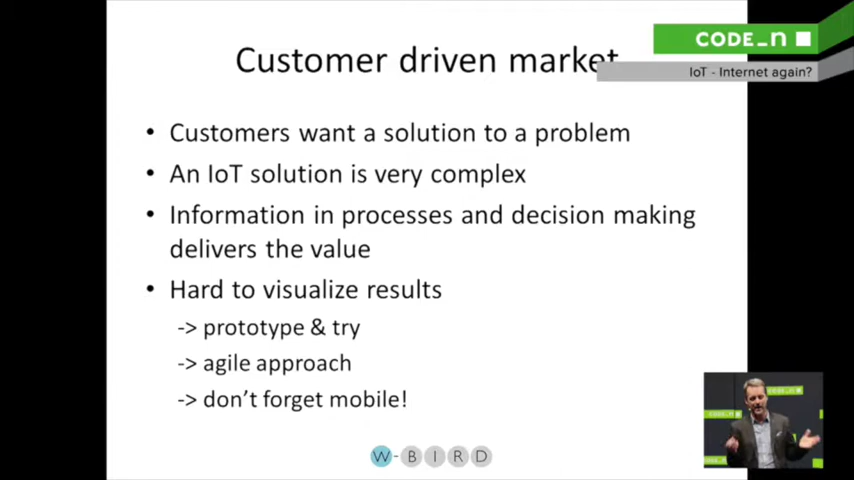 Customer driven market
CODE_n
IoT - Internet again?
• Customers want a solution to a problem
• An IoT solution is very complex
• Information in processes and decision making
delivers the value
• Hard to visualize results
-> prototype & try
-> agile approach
-> don't forget mobile!
W-BIRD